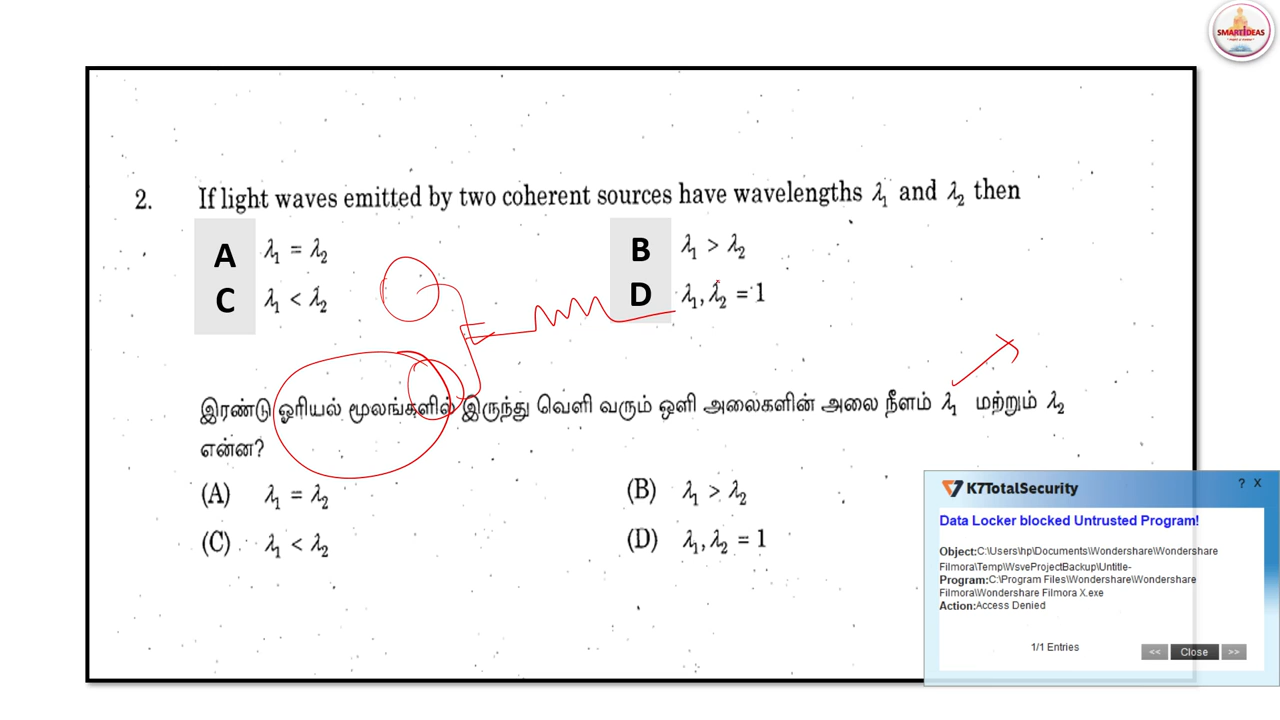 SMARTIDEAS
2. If light waves emitted by two coherent sources have wavelengths λ₁ and λ₂ then
A λ₁ = λ₂ B λ₁ > λ₂
C λ₁ < λ₂ D λ₁, λ₂ = 1
இரண்டு ஓரியல் மூலங்களில் இருந்து வெளி வரும் ஒளி அலைகளின் அலை நீளம் λ₁ மற்றும் λ₂
என்ன?
(A) λ₁ = λ₂ (B) λ₁ > λ₂
(C) λ₁ < λ₂ (D) λ₁, λ₂ = 1
K7TotalSecurity ? X
Data Locker blocked Untrusted Program!
Object:C:\Users\hp\Documents\Wondershare\Wondershare
Filmora\Temp\WsveProjectBackup\Untitle-
Program:C:\Program Files\Wondershare\Wondershare
Filmora\Wondershare Filmora X.exe
Action:Access Denied
1/1 Entries << Close >>